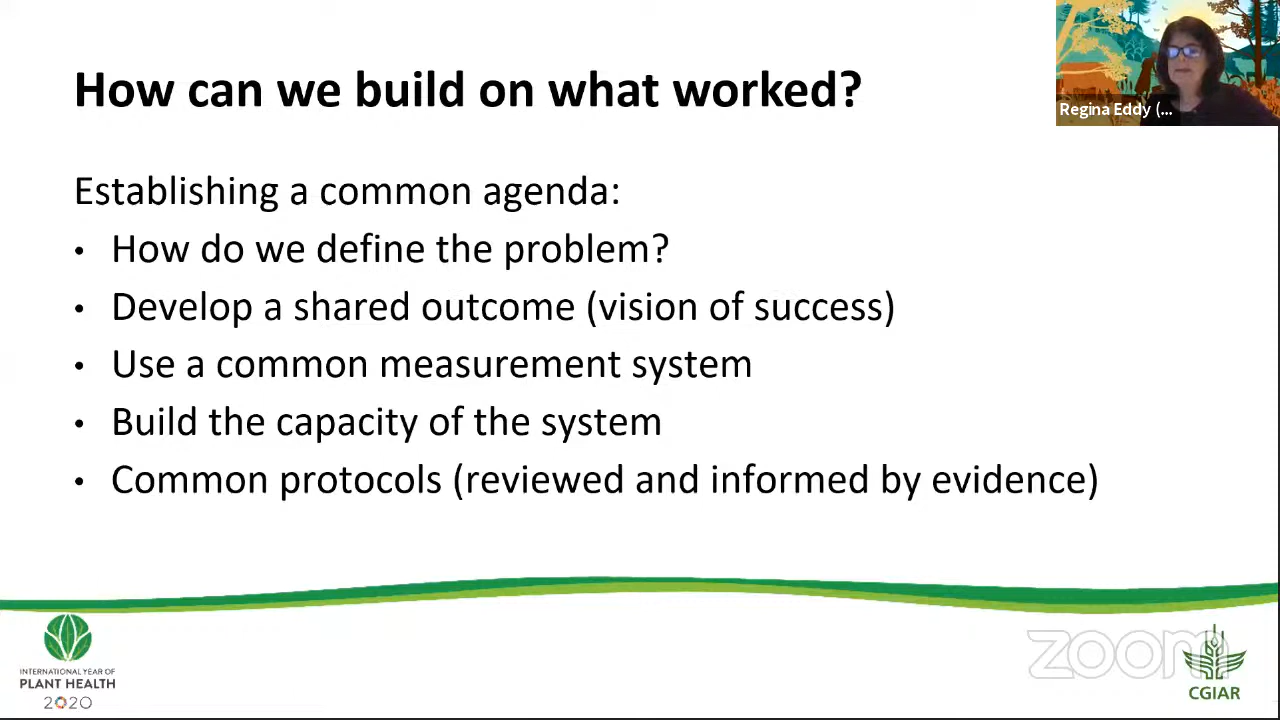 How can we build on what worked?
Regina Eddy (...
Establishing a common agenda:
• How do we define the problem?
• Develop a shared outcome (vision of success)
• Use a common measurement system
• Build the capacity of the system
• Common protocols (reviewed and informed by evidence)
INTERNATIONAL YEAR OF
PLANT HEALTH
2020
zoom
CGIAR